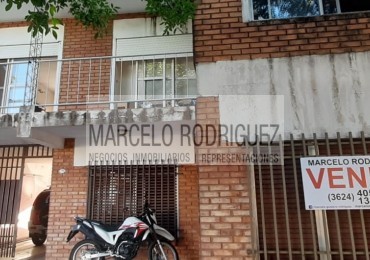 MARCELO RODRIGUEZ
NEGOCIOS INMOBILIARIOS REPRESENTACIONES
MARCELO ROD
VEN
(3624) 40
13